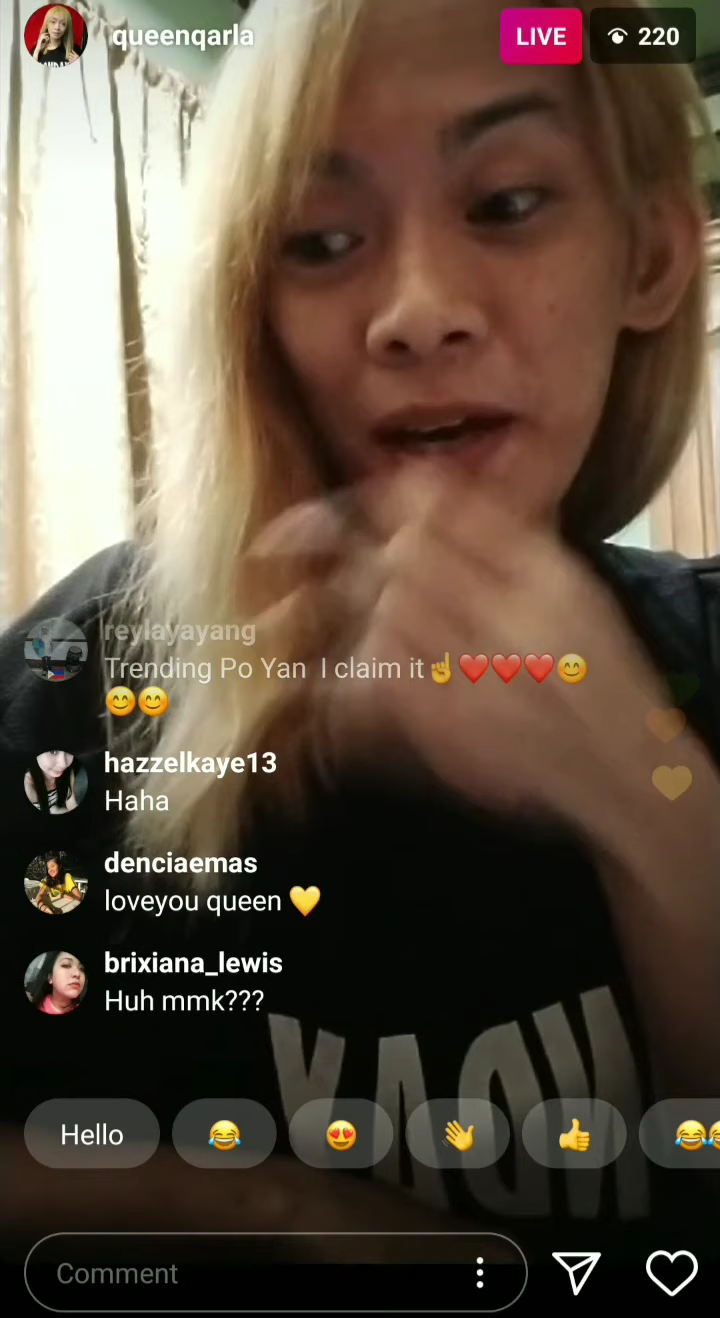 queenqarla
LIVE
220
reylayayang
Trending Po Yan I claim it☝️❤️❤️❤️😊
😊😊
hazzelkaye13
Haha
denciaemas
loveyou queen 💛
brixiana_lewis
Huh mmk???
Hello 😂 😍 👋 👍 😂😂
Comment